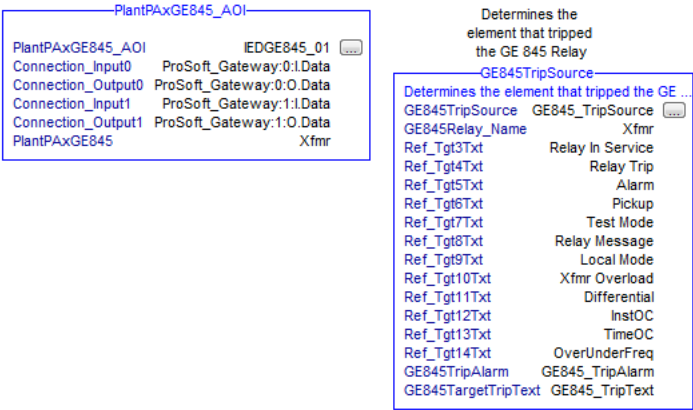 PlantPAxGE845_AOI
PlantPAxGE845_AOI IEDGE845_01 ...
Connection_Input0 ProSoft_Gateway:0:I.Data
Connection_Output0 ProSoft_Gateway:0:O.Data
Connection_Input1 ProSoft_Gateway:1:I.Data
Connection_Output1 ProSoft_Gateway:1:O.Data
PlantPAxGE845 Xfmr
Determines the
element that tripped
the GE 845 Relay
GE845TripSource
Determines the element that tripped the GE ...
GE845TripSource GE845_TripSource ...
GE845Relay_Name Xfmr
Ref_Tgt3Txt Relay In Service
Ref_Tgt4Txt Relay Trip
Ref_Tgt5Txt Alarm
Ref_Tgt6Txt Pickup
Ref_Tgt7Txt Test Mode
Ref_Tgt8Txt Relay Message
Ref_Tgt9Txt Local Mode
Ref_Tgt10Txt Xfmr Overload
Ref_Tgt11Txt Differential
Ref_Tgt12Txt InstOC
Ref_Tgt13Txt TimeOC
Ref_Tgt14Txt OverUnderFreq
GE845TripAlarm GE845_TripAlarm
GE845TargetTripText GE845_TripText